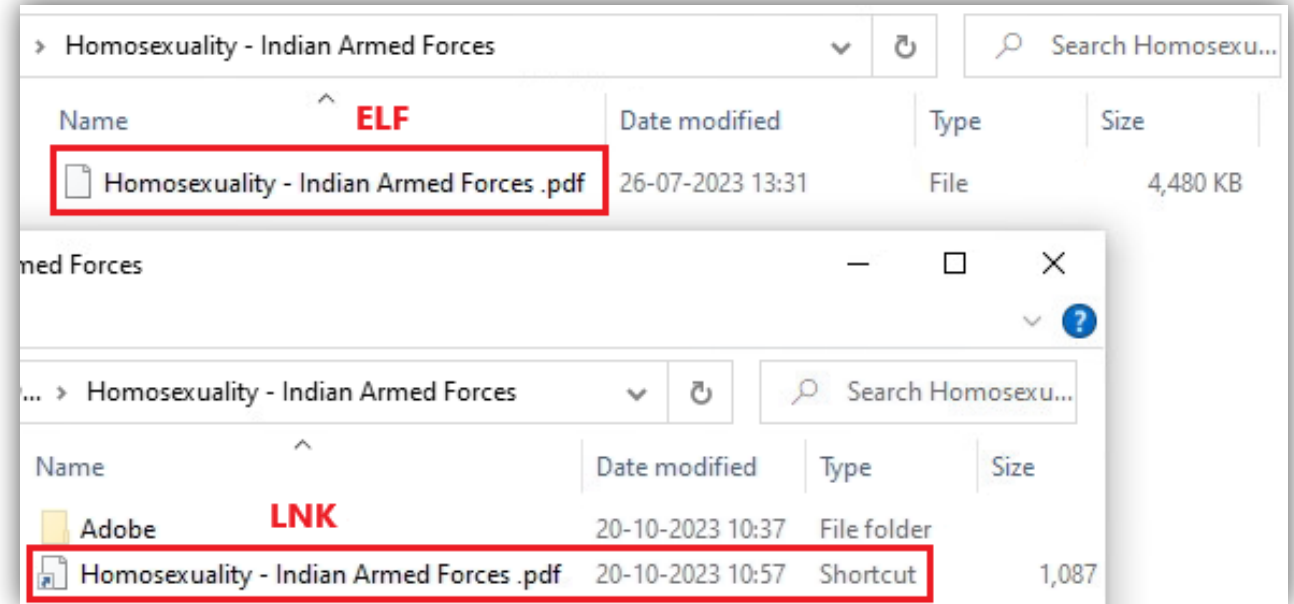 > Homosexuality - Indian Armed Forces Search Homosexu...
Name ELF Date modified Type Size
Homosexuality - Indian Armed Forces .pdf 26-07-2023 13:31 File 4,480 KB
med Forces
?
... > Homosexuality - Indian Armed Forces Search Homosexu...
Name Date modified Type Size
LNK
Adobe 20-10-2023 10:37 File folder
Homosexuality - Indian Armed Forces .pdf 20-10-2023 10:57 Shortcut 1,087